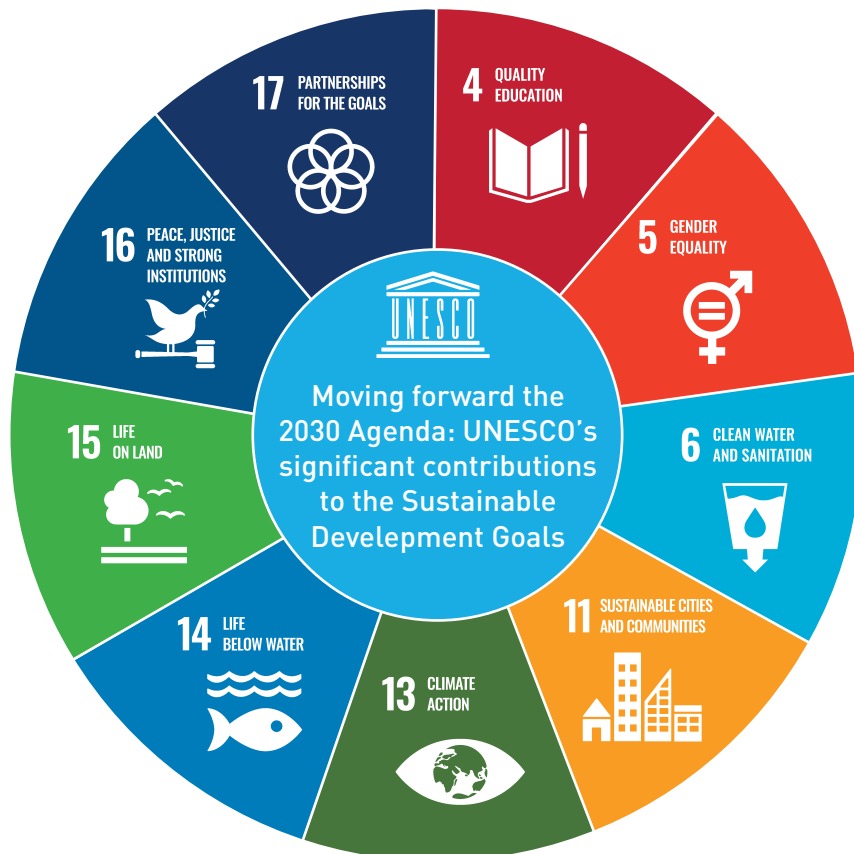 17 PARTNERSHIPS
FOR THE GOALS
4 QUALITY
EDUCATION
5 GENDER
EQUALITY
6 CLEAN WATER
AND SANITATION
11 SUSTAINABLE CITIES
AND COMMUNITIES
13 CLIMATE
ACTION
14 LIFE
BELOW WATER
15 LIFE
ON LAND
16 PEACE, JUSTICE
AND STRONG
INSTITUTIONS
UNESCO
Moving forward the
2030 Agenda: UNESCO's
significant contributions
to the Sustainable
Develepment Goals